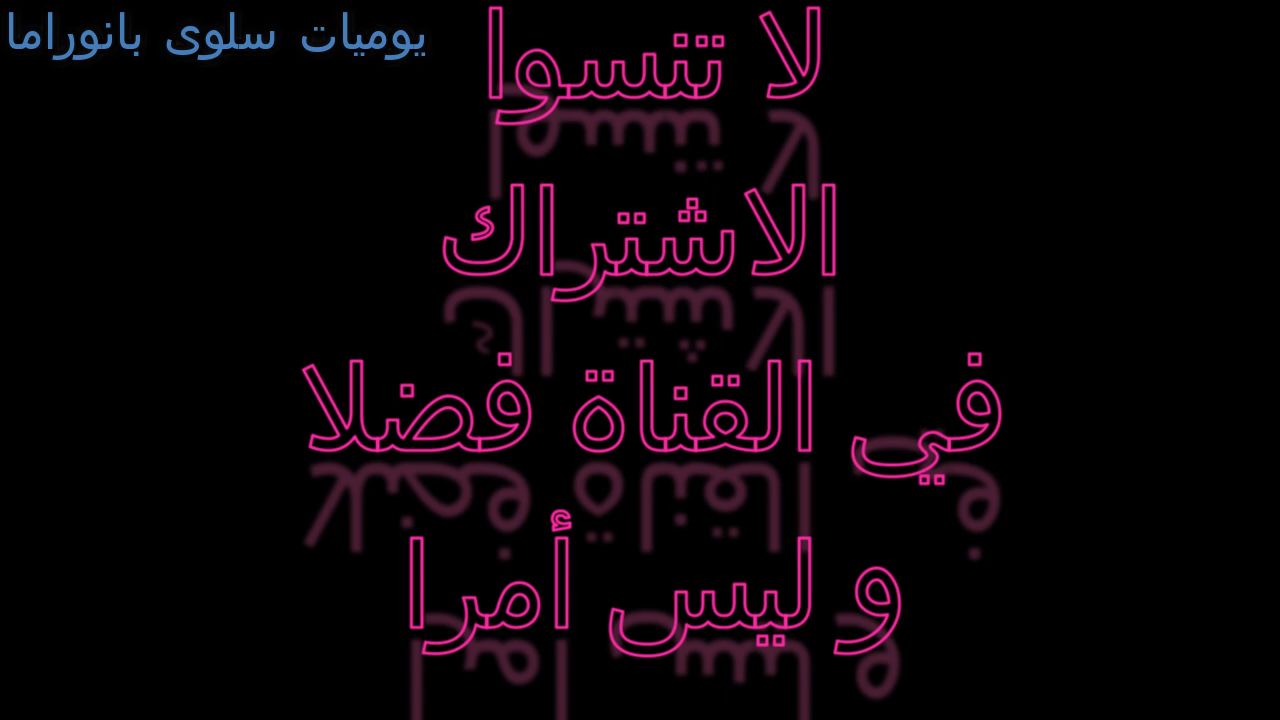 يوميات سلوى بانوراما
لا تنسوا
الاشتراك
في القناة فضلا
و ليس أمرا